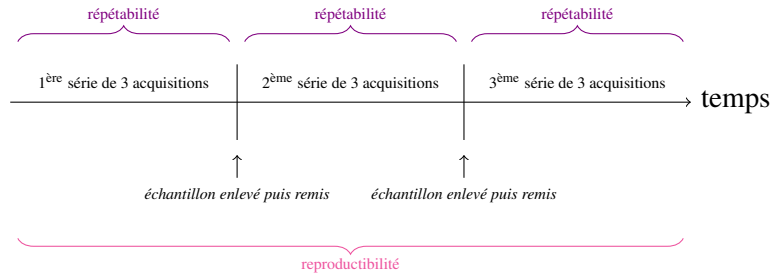 répétabilité répétabilité répétabilité
1ère série de 3 acquisitions 2ème série de 3 acquisitions 3ème série de 3 acquisitions
temps
échantillon enlevé puis remis échantillon enlevé puis remis
reproductibilité